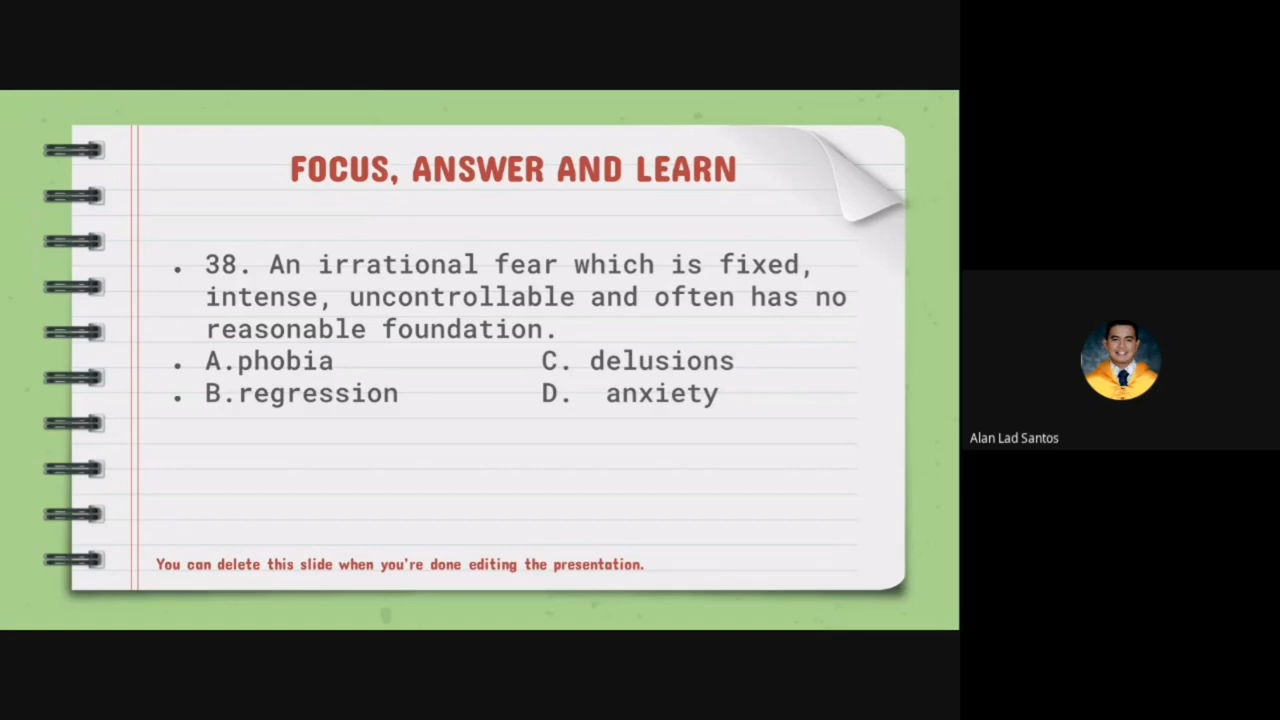 FOCUS, ANSWER AND LEARN
• 38. An irrational fear which is fixed,
intense, uncontrollable and often has no
reasonable foundation.
• A.phobia C. delusions
• B.regression D. anxiety
You can delete this slide when you're done editing the presentation.
Alan Lad Santos